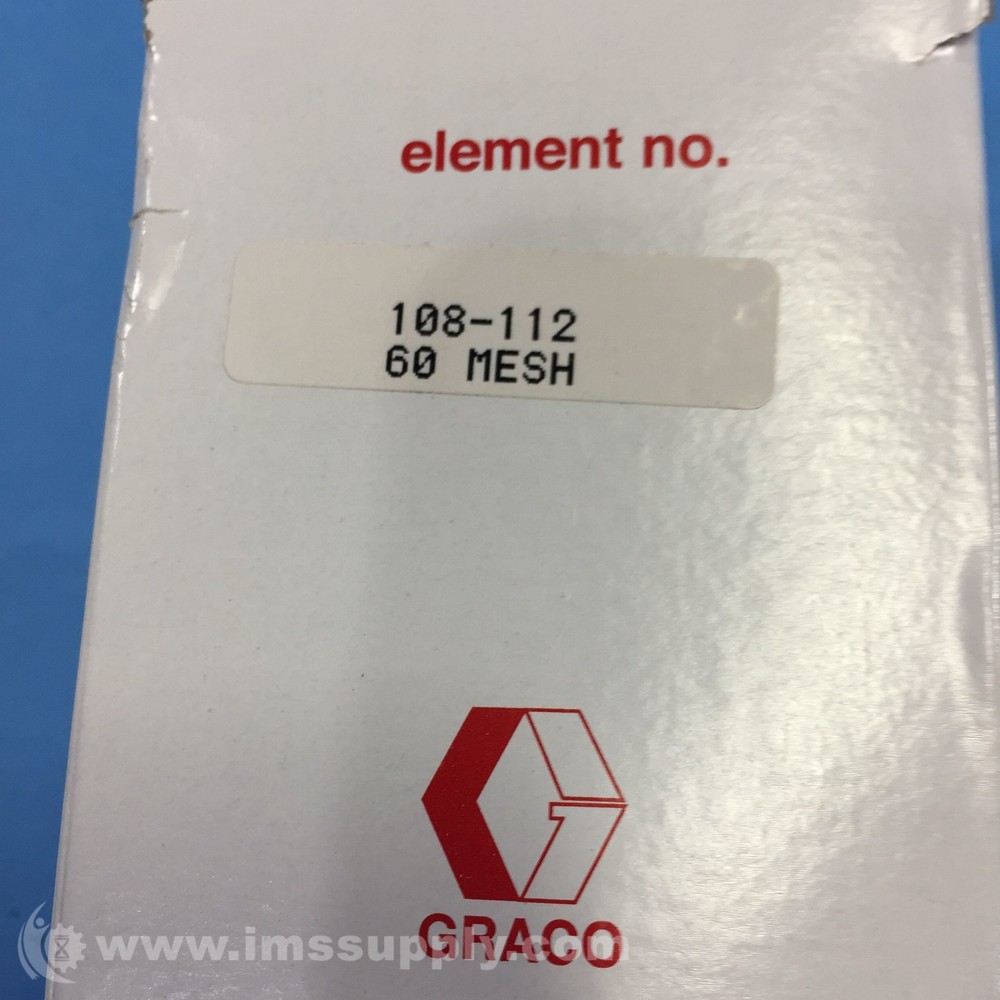 element no.
108-112
60 MESH
GRACO
www.imssupply.com